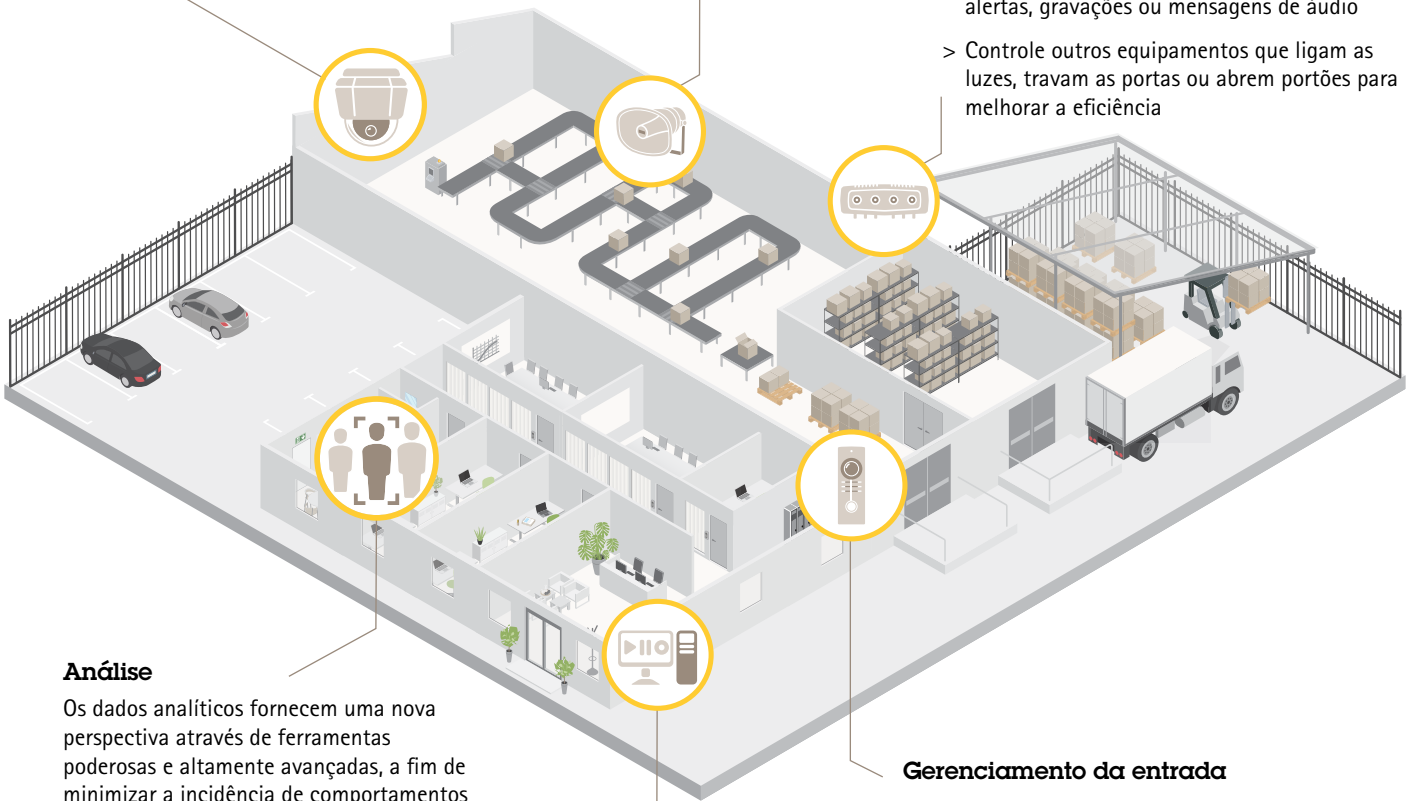 alertas, gravações ou mensagens de áudio
> Controle outros equipamentos que ligam as
luzes, travam as portas ou abrem portões para
melhorar a eficiência
Análise
Os dados analíticos fornecem uma nova
perspectiva através de ferramentas
poderosas e altamente avançadas, a fim de
minimizar a incidência de comportamentos
Gerenciamento da entrada